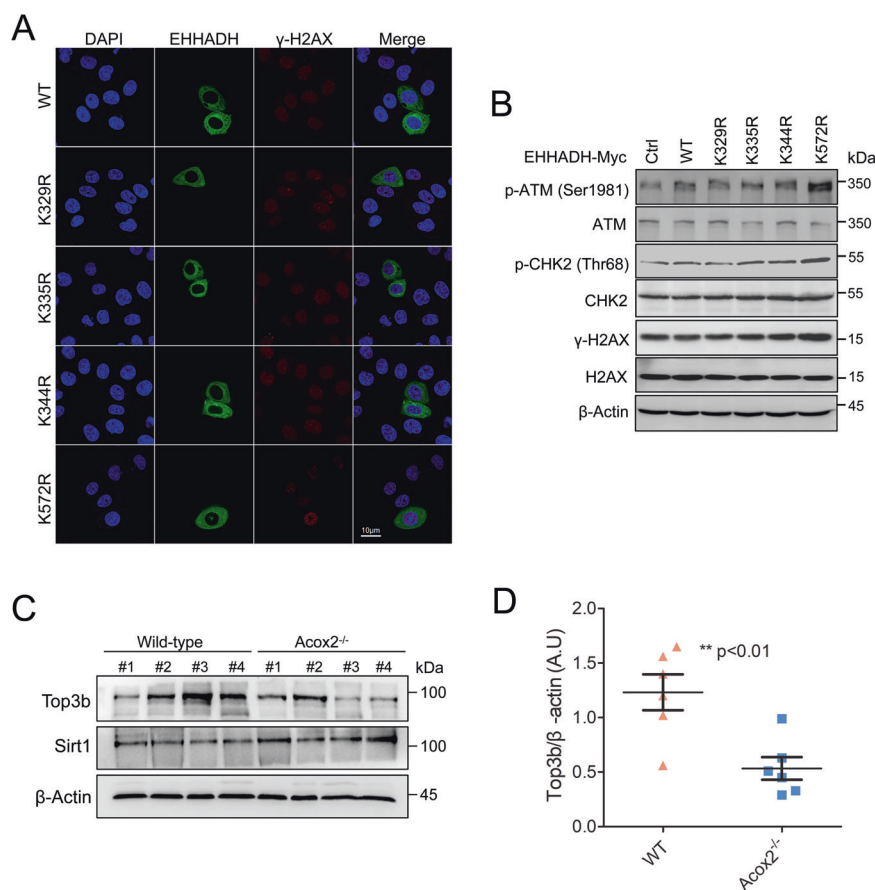 A
DAPI EHHADH γ-H2AX Merge
WT
K329R
K335R
K344R
K572R
10μm
B
EHHADH-Myc Ctrl WT K329R K335R K344R K572R kDa
p-ATM (Ser1981) 350
ATM 350
p-CHK2 (Thr68) 55
CHK2 55
γ-H2AX 15
H2AX 15
β-Actin 45
C
Wild-type Acox2-/-
#1 #2 #3 #4 #1 #2 #3 #4 kDa
Top3b 100
Sirt1 100
β-Actin 45
D
Top3b/β -actin (A.U)
2.0
1.5
1.0
0.5
0.0
** p<0.01
WT
Acox2-/-